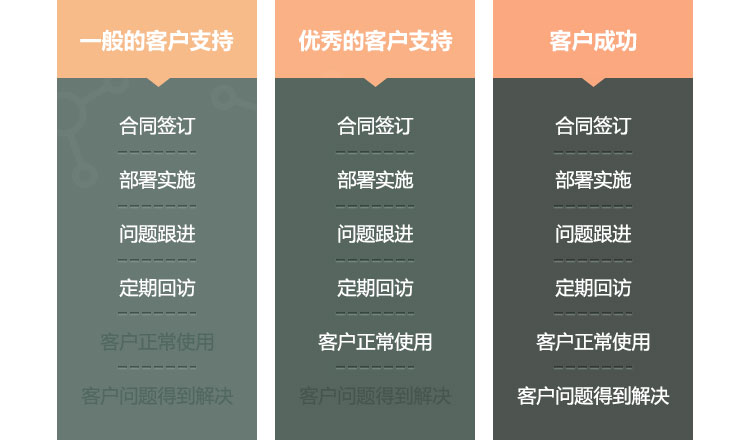 一般的客户支持
合同签订
部署实施
问题跟进
定期回访
客户正常使用
客户问题得到解决
优秀的客户支持
合同签订
部署实施
问题跟进
定期回访
客户正常使用
客户问题得到解决
客户成功
合同签订
部署实施
问题跟进
定期回访
客户正常使用
客户问题得到解决